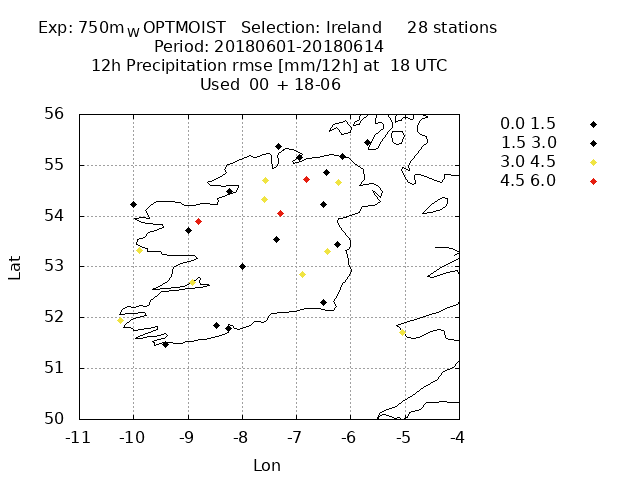 Exp: 750m_W OPTMOIST Selection: Ireland 28 stations
Period: 20180601-20180614
12h Precipitation rmse [mm/12h] at 18 UTC
Used 00 + 18-06
0.0 1.5
1.5 3.0
3.0 4.5
4.5 6.0
56
55
54
53
52
51
50
Lat
-11 -10 -9 -8 -7 -6 -5 -4
Lon